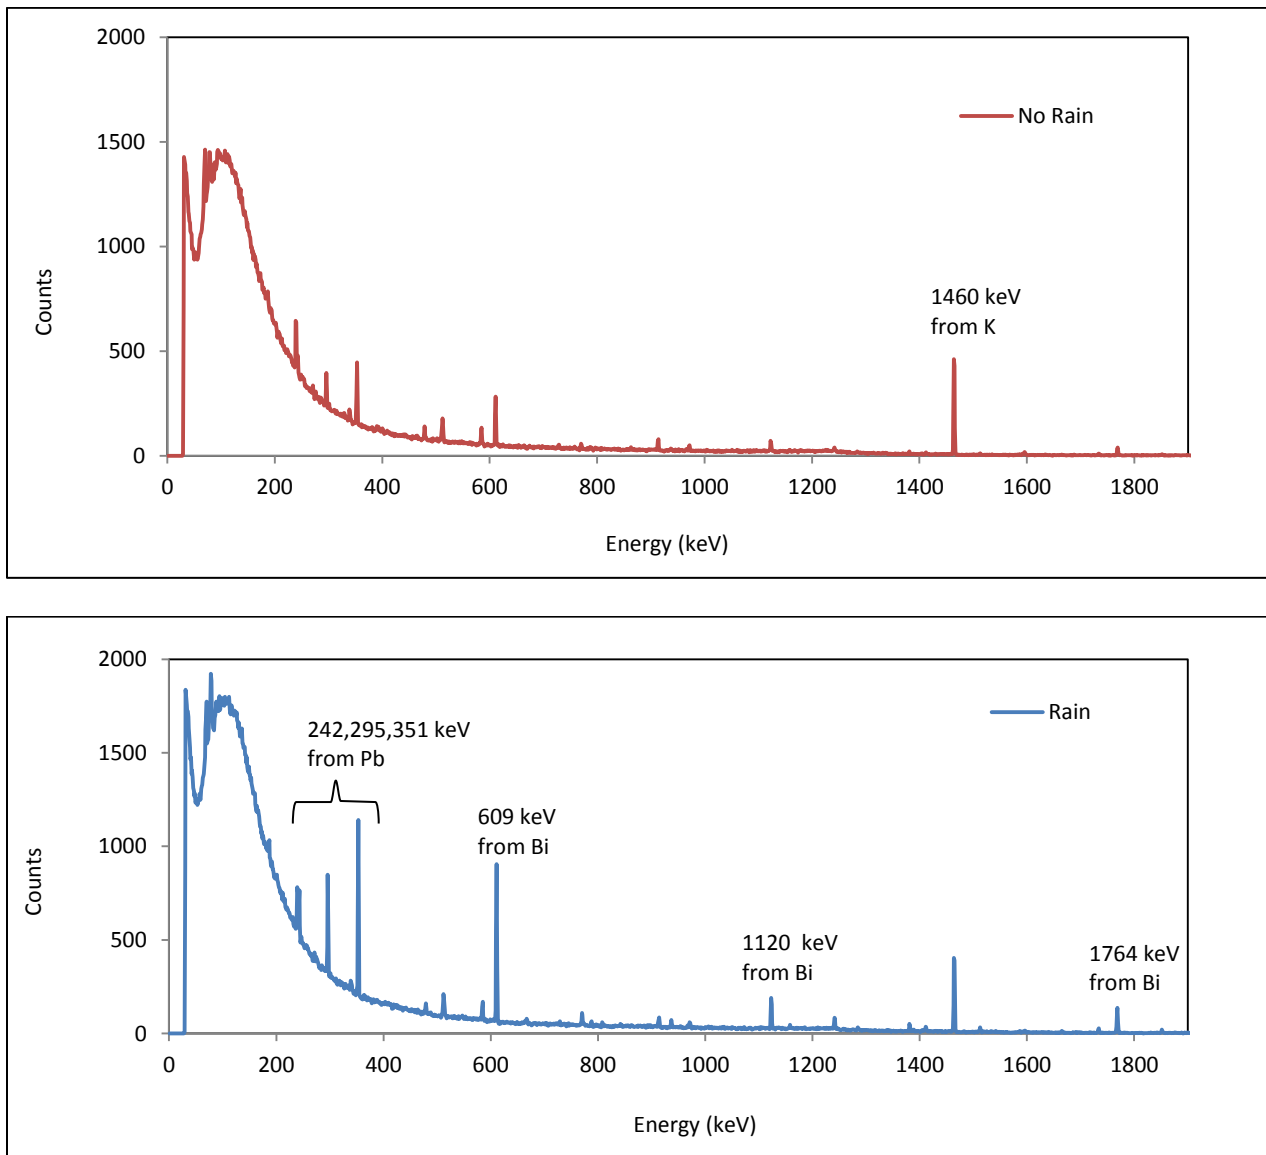 2000
No Rain
1500
1000
1460 keV
from K
500
0
0 200 400 600 800 1000 1200 1400 1600 1800
Counts
Energy (keV)
2000
Rain
242,295,351 keV
from Pb
1500
609 keV
from Bi
1000
1120  keV
from Bi
1764 keV
from Bi
500
0
0 200 400 600 800 1000 1200 1400 1600 1800
Counts
Energy (keV)